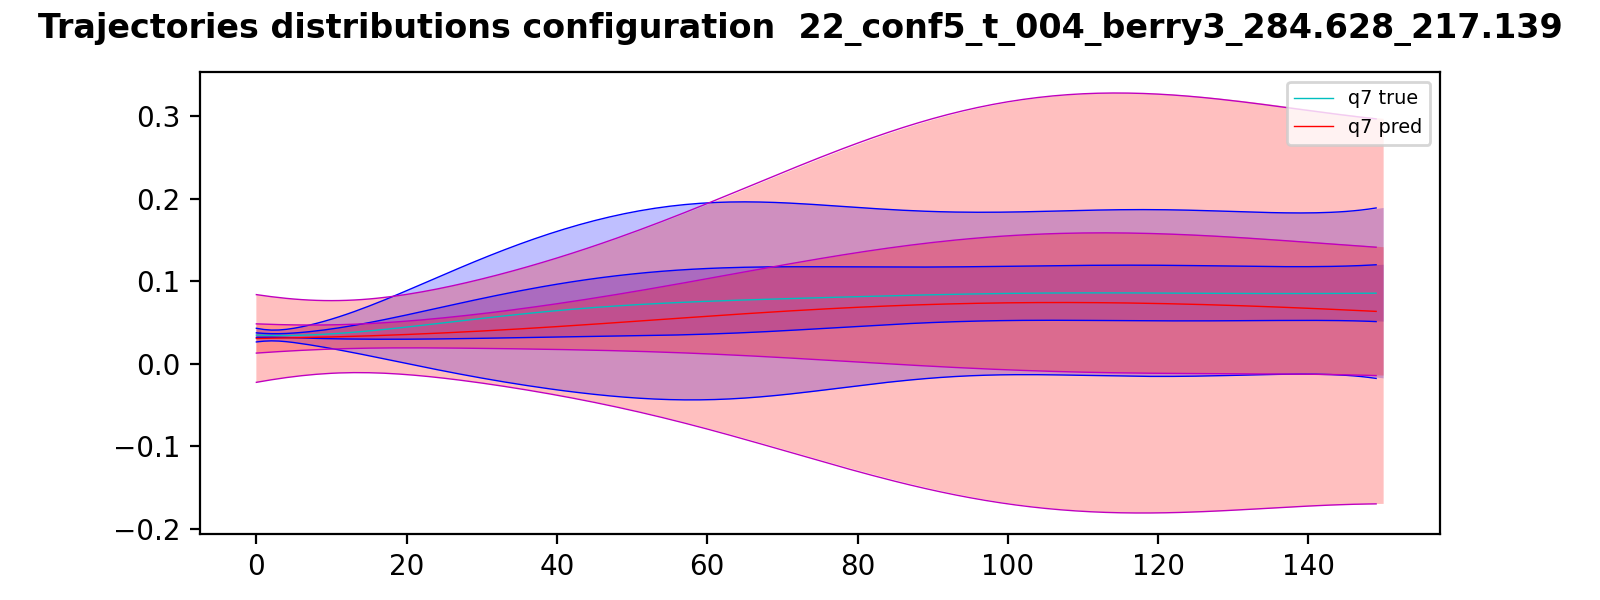 Trajectories distributions configuration  22_conf5_t_004_berry3_284.628_217.139
q7 true
q7 pred
0.3
0.2
0.1
0.0
−0.1
−0.2
0 20 40 60 80 100 120 140